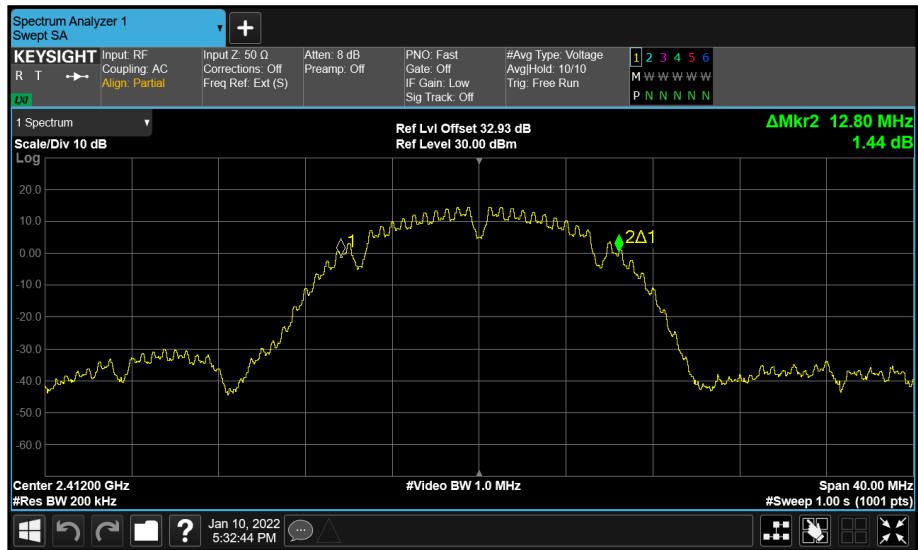 Spectrum Analyzer 1
Swept SA
KEYSIGHT
R T
LXI
Input: RF
Coupling: AC
Align: Partial
Input Z: 50 Ω
Corrections: Off
Freq Ref: Ext (S)
Atten: 8 dB
Preamp: Off
PNO: Fast
Gate: Off
IF Gain: Low
Sig Track: Off
#Avg Type: Voltage
Avg|Hold: 10/10
Trig: Free Run
1 2 3 4 5 6
M W W W W W
P N N N N N
1 Spectrum
Scale/Div 10 dB
Log
Ref Lvl Offset 32.93 dB
Ref Level 30.00 dBm
ΔMkr2 12.80 MHz
1.44 dB
20.0
10.0
1
2Δ1
0.00
-10.0
-20.0
-30.0
-40.0
-50.0
-60.0
Center 2.41200 GHz
#Video BW 1.0 MHz
Span 40.00 MHz
#Res BW 200 kHz
#Sweep 1.00 s (1001 pts)
?
Jan 10, 2022
5:32:44 PM